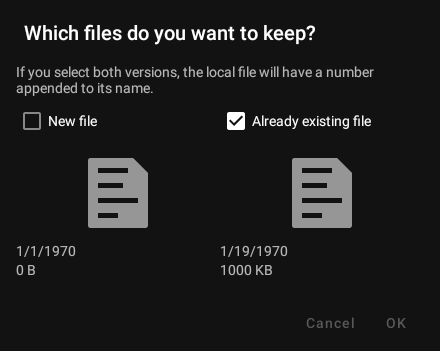 Which files do you want to keep?
If you select both versions, the local file will have a number
appended to its name.
New file
Already existing file
1/1/1970
0 B
1/19/1970
1000 KB
Cancel
OK